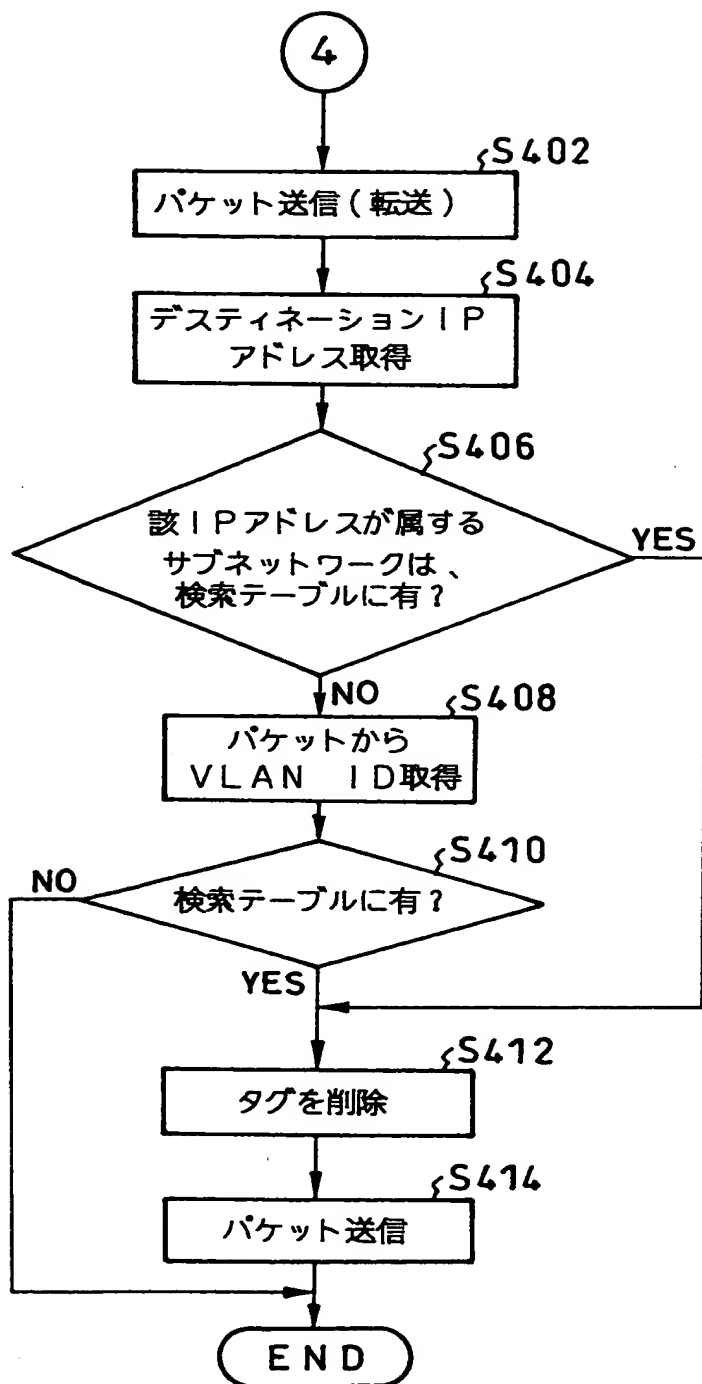 4
S402
パケット送信(転送)
S404
デスティネーションIP
アドレス取得
S406
該IPアドレスが属する
サブネットワークは、
検索テーブルに有?
YES
NO
S408
パケットから
VLAN ID取得
S410
NO
検索テーブルに有?
YES
S412
タグを削除
S414
パケット送信
END